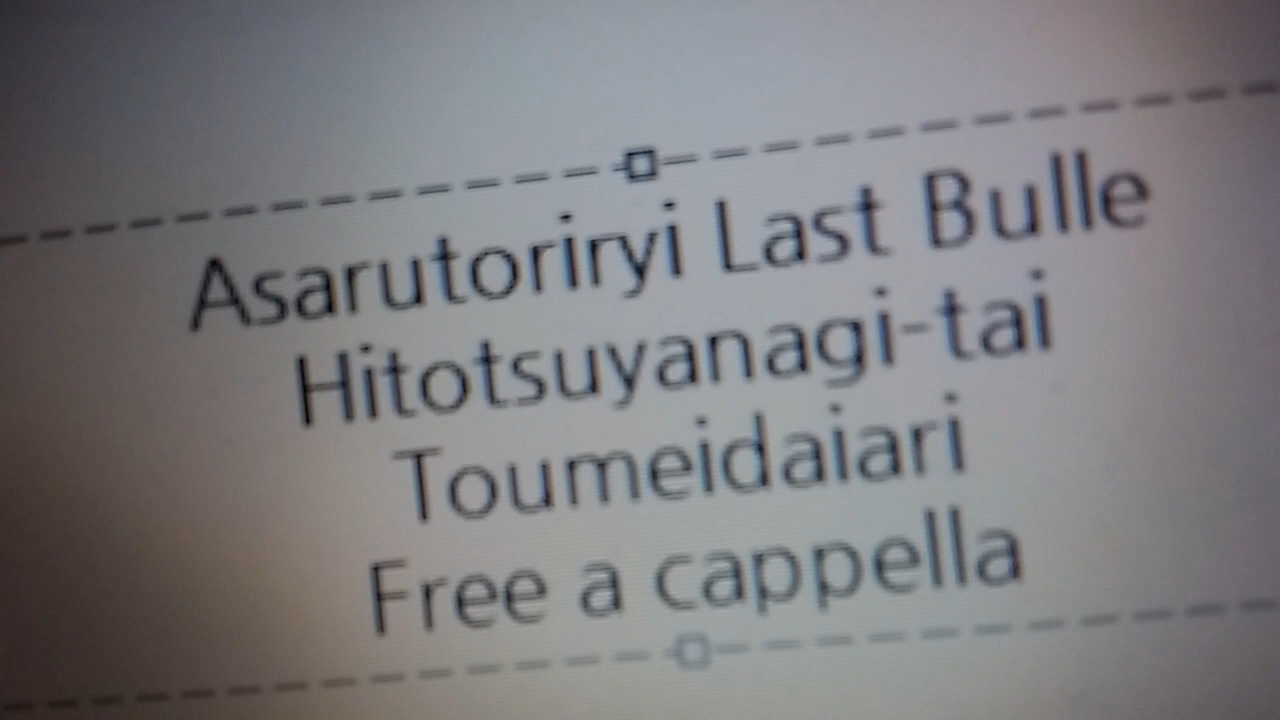 Asarutoriryi Last Bulle
Hitotsuyanagi-tai
Toumeidaiari
Free a cappella